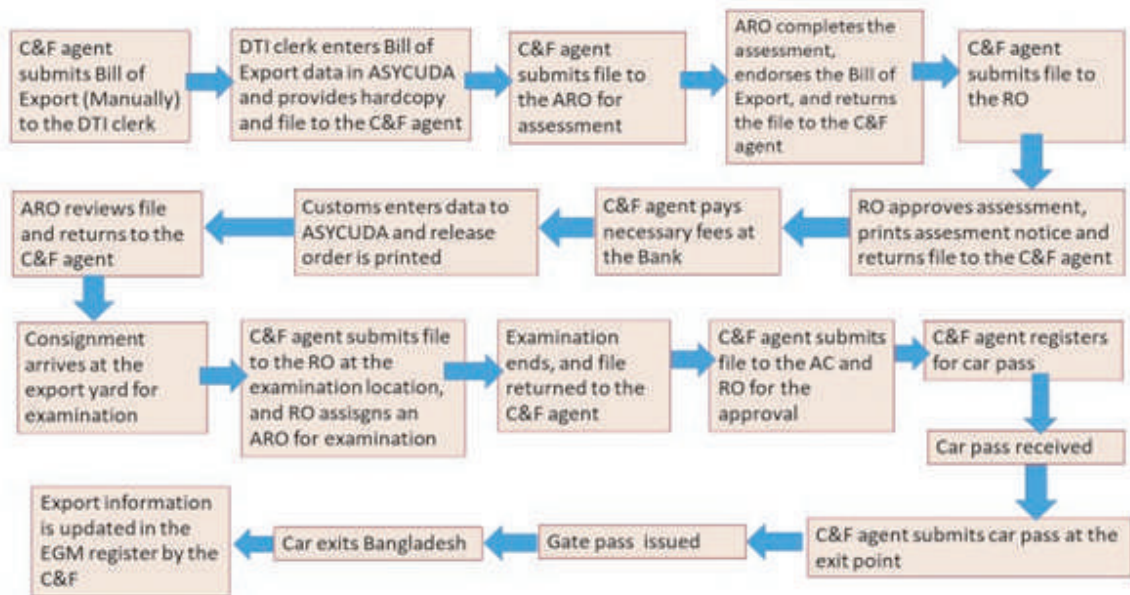 C&F agent
submits Bill of
Export (Manually)
to the DTI clerk
DTI clerk enters Bill of
Export data in ASYCUDA
and provides hardcopy
and file to the C&F agent
C&F agent
submits file to
the ARO for
assessment
ARO completes the
assessment,
endorses the Bill of
Export, and returns
the file to the C&F
agent
C&F agent
submits file to
the RO
RO approves assessment,
prints assesment notice and
returns file to the C&F agent
C&F agent pays
necessary fees at
the Bank
Customs enters data to
ASYCUDA and release
order is printed
ARO reviews file
and returns to the
C&F agent
Consignment
arrives at the
export yard for
examination
C&F agent submits file
to the RO at the
examination location,
and RO assisgns an
ARO for examination
Examination
ends, and file
returned to the
C&F agent
C&F agent submits
file to the AC and
RO for the
approval
C&F agent registers
for car pass
Car pass received
C&F agent submits car pass at the
exit point
Gate pass issued
Car exits Bangladesh
Export information
is updated in the
EGM register by the
C&F